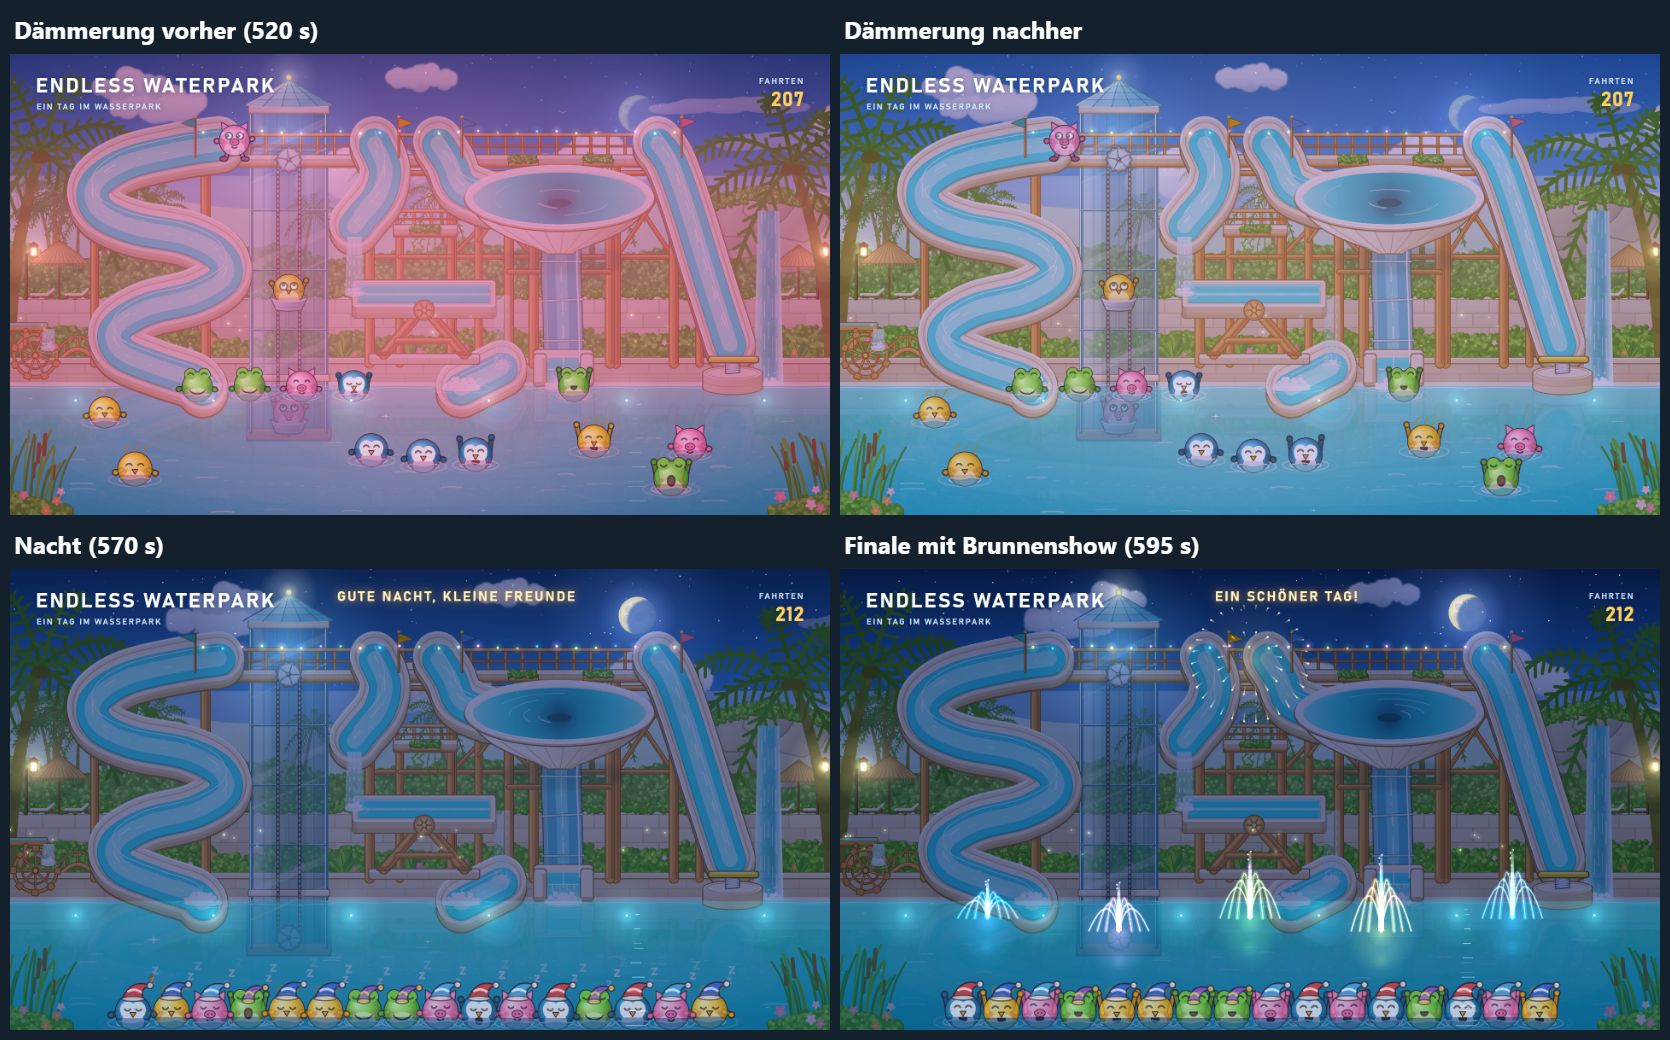 Dämmerung vorher (520 s)
ENDLESS WATERPARK
EIN TAG IM WASSERPARK
FAHRTEN
207
Dämmerung nachher
ENDLESS WATERPARK
EIN TAG IM WASSERPARK
FAHRTEN
207
Nacht (570 s)
ENDLESS WATERPARK
EIN TAG IM WASSERPARK
GUTE NACHT, KLEINE FREUNDE
FAHRTEN
212
Finale mit Brunnenshow (595 s)
ENDLESS WATERPARK
EIN TAG IM WASSERPARK
EIN SCHÖNER TAG!
FAHRTEN
212